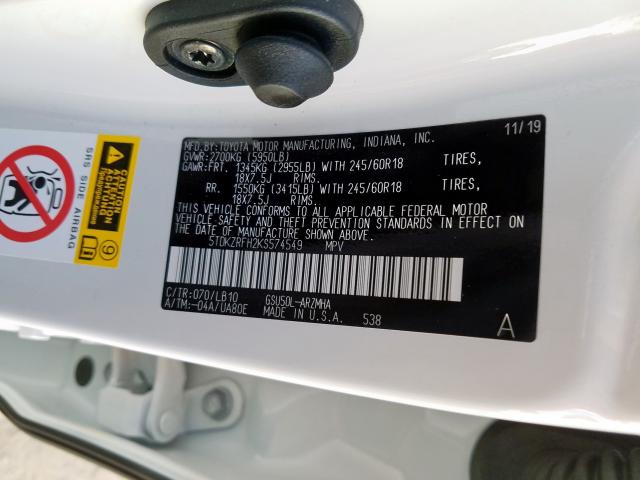 MFD.BY:TOYOTA MOTOR MANUFACTURING, INDIANA, INC. 11/19
GVWR:2700KG (5950LB)
GAWR:FRT. 1345KG (2955LB) WITH 245/60R18 TIRES,
18X7.5J RIMS.
RR. 1550KG (3415LB) WITH 245/60R18 TIRES,
18X7.5J RIMS.
THIS VEHICLE CONFORMS TO ALL APPLICABLE FEDERAL MOTOR
VEHICLE SAFETY AND THEFT PREVENTION STANDARDS IN EFFECT ON
THE DATE OF MANUFACTURE SHOWN ABOVE.
5TDKZRFH2KS574549 MPV
C/TR:070/LB10 GSU50L-ARZMHA
A/TM:-04A/UA80E MADE IN U.S.A. 538 A
SRS SIDE AIRBAG
9